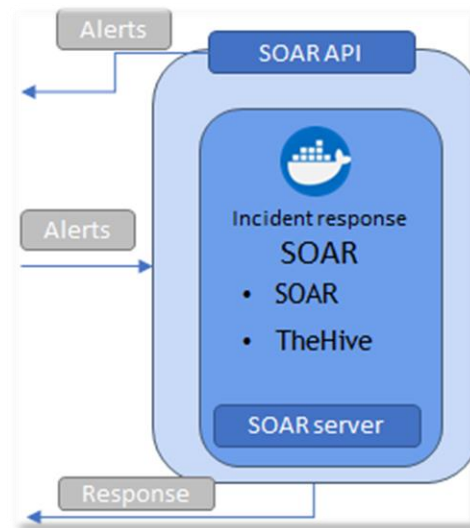 Alerts
SOAR API
Alerts
Incident response
SOAR
• SOAR
• TheHive
SOAR server
Response